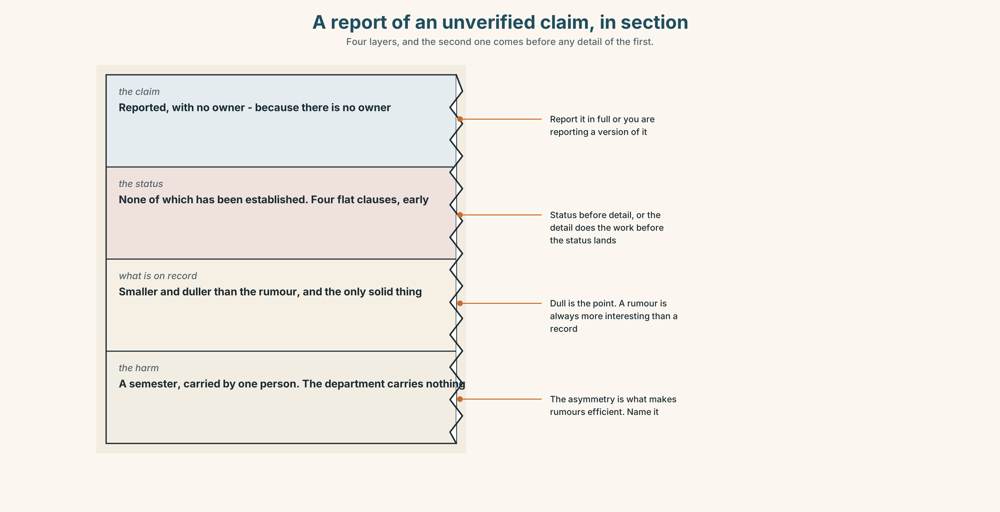 A report of an unverified claim, in section
Four layers, and the second one comes before any detail of the first.
the claim
Reported, with no owner - because there is no owner
Report it in full or you are
reporting a version of it
the status
None of which has been established. Four flat clauses, early
Status before detail, or the
detail does the work before
the status lands
what is on record
Smaller and duller than the rumour, and the only solid thing
Dull is the point. A rumour is
always more interesting than a
record
the harm
A semester, carried by one person. The department carries nothing
The asymmetry is what makes
rumours efficient. Name it